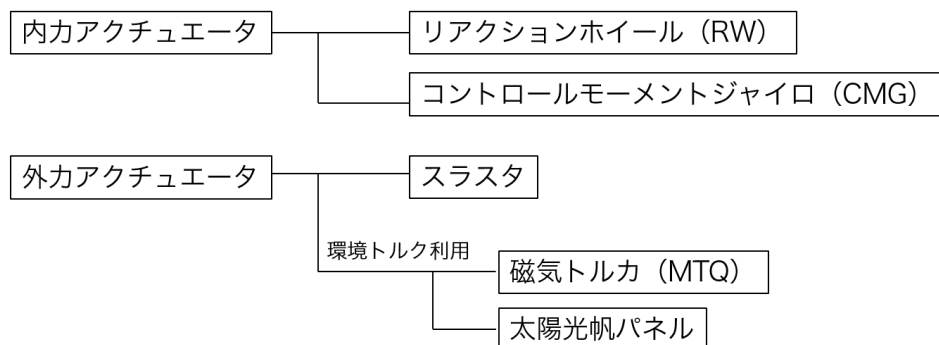 内力アクチュエータ
リアクションホイール（RW）
コントロールモーメントジャイロ（CMG）
外力アクチュエータ
スラスタ
環境トルク利用
磁気トルカ（MTQ）
太陽光帆パネル